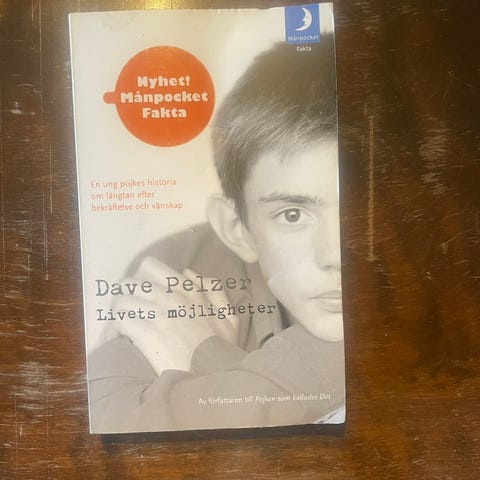 Månpocket
Fakta
Nyhet!
Månpocket
Fakta
En ung pojkes historia
om längtan efter
bekräftelse och vänskap
Dave Pelzer
Livets möjligheter
Av författaren till Pojken som kallades Det